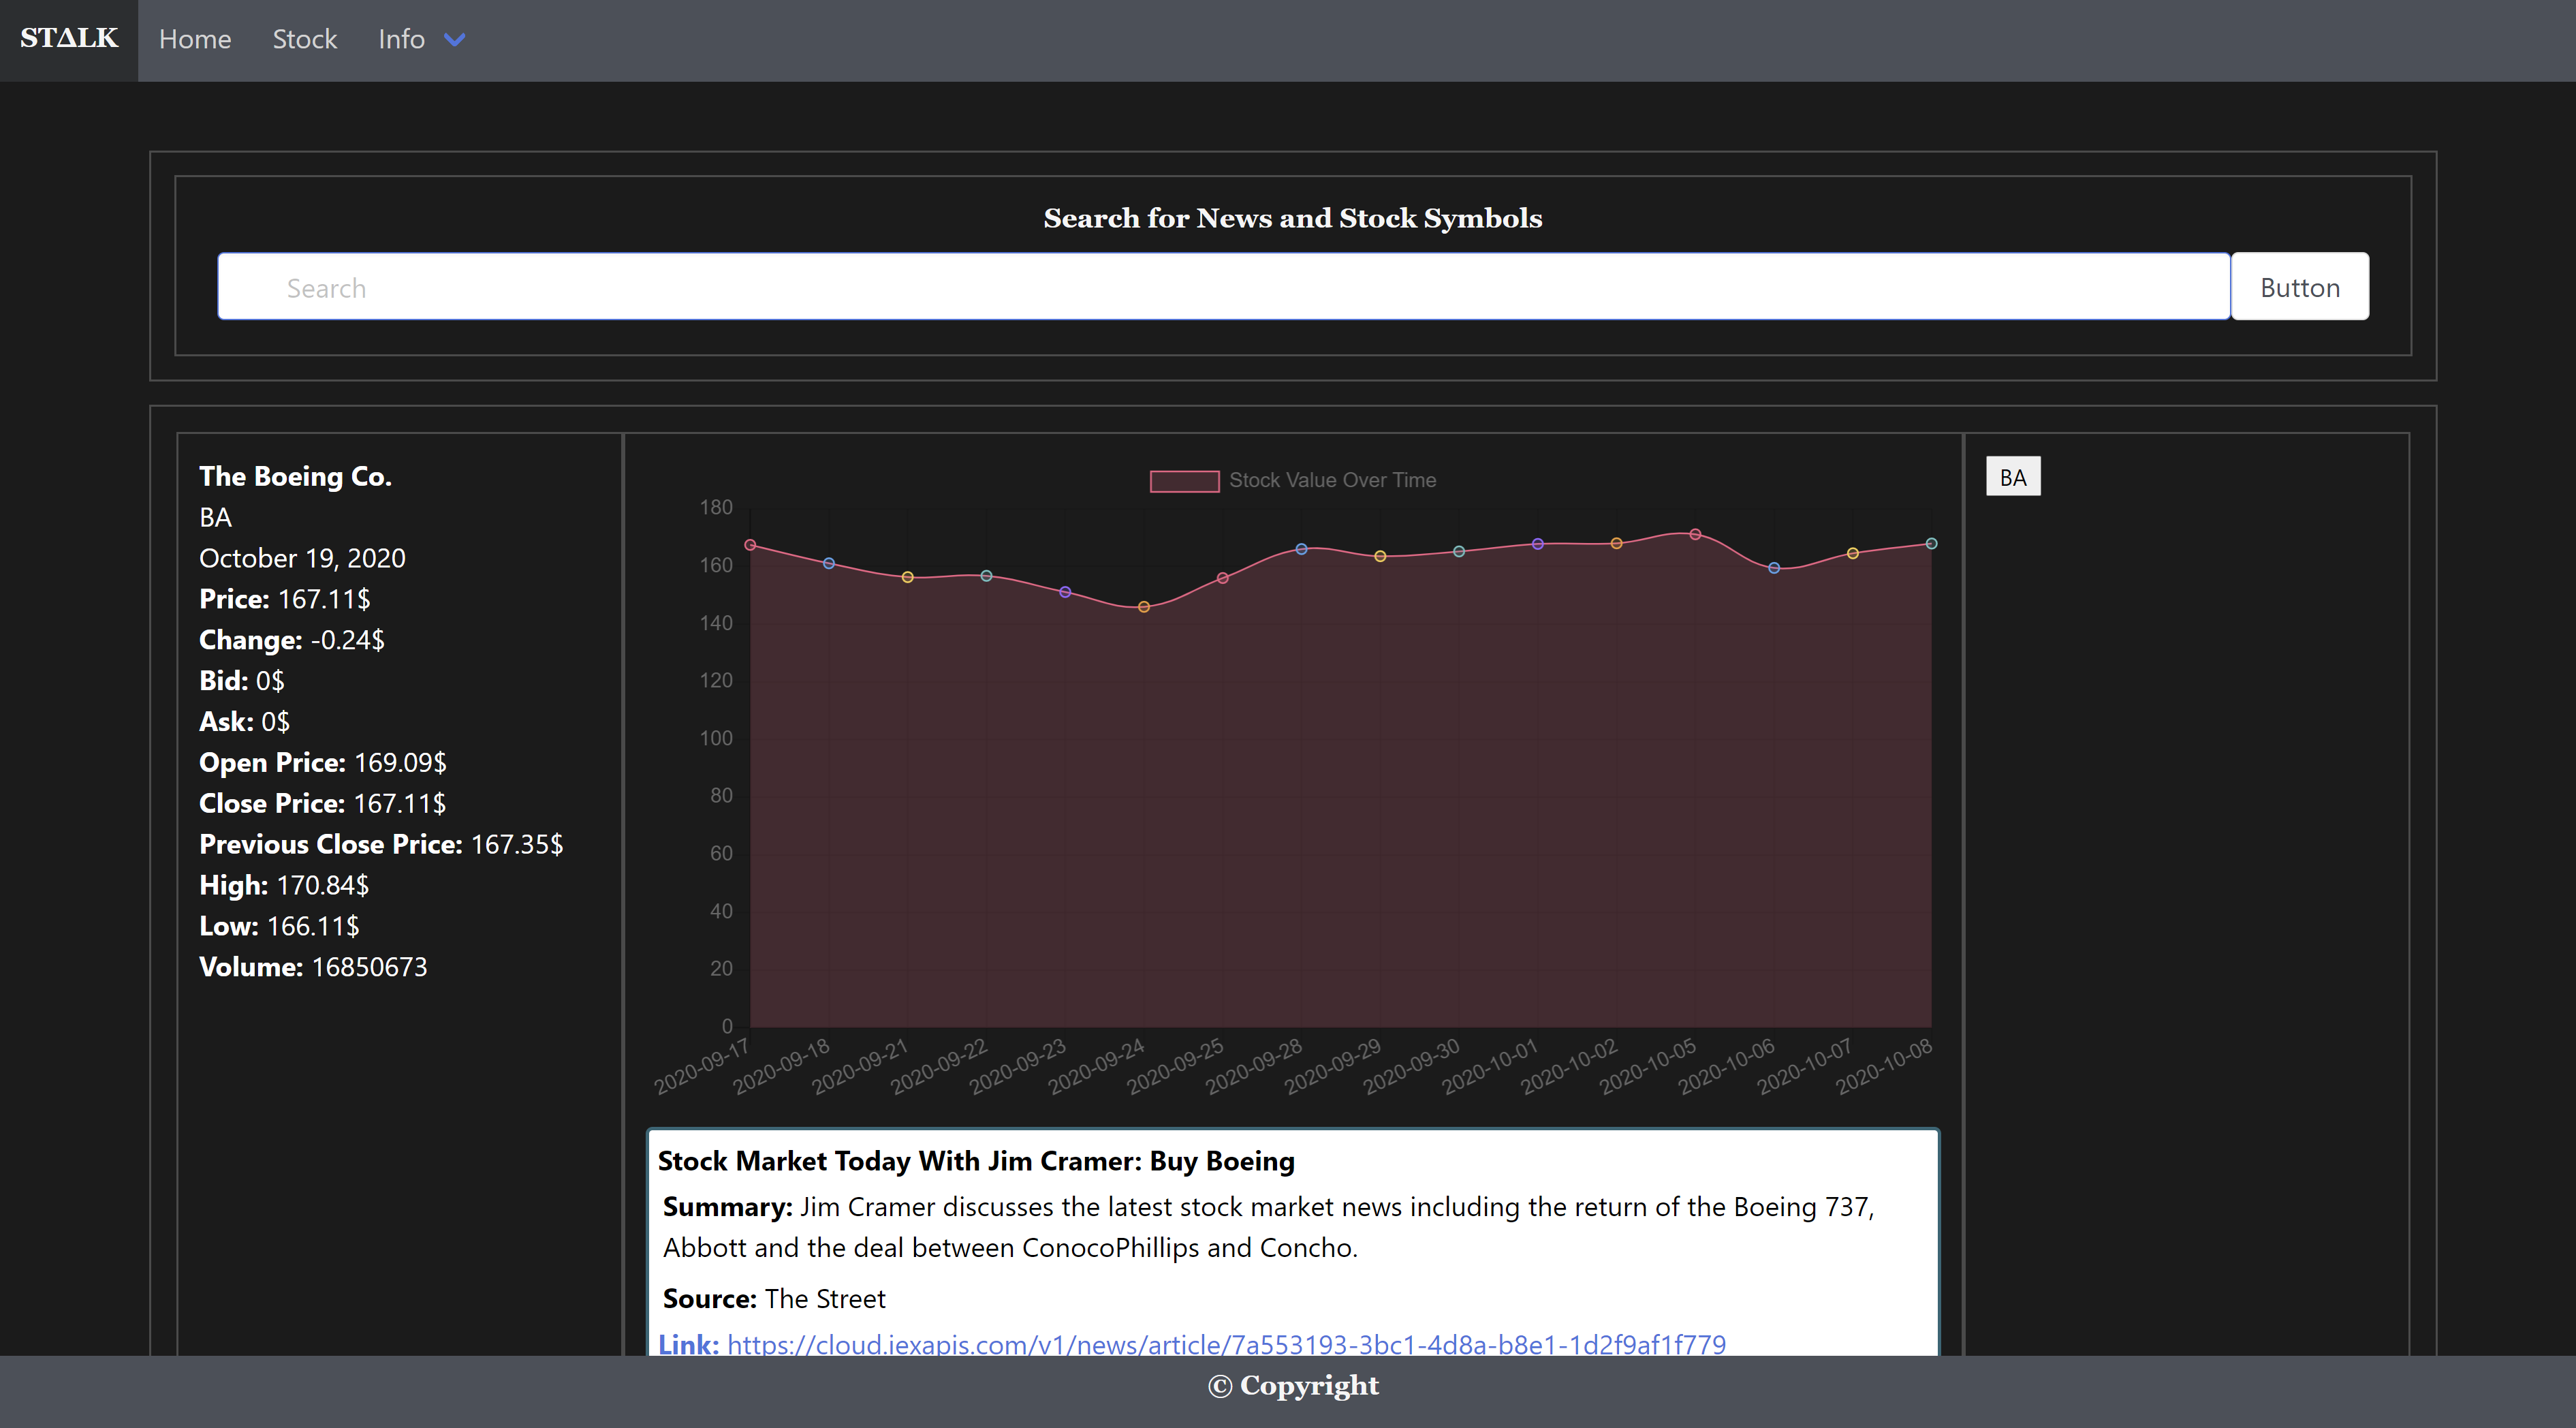 STΔLK Home Stock Info
Search for News and Stock Symbols
Search Button
The Boeing Co.
BA
October 19, 2020
Price: 167.11$
Change: -0.24$
Bid: 0$
Ask: 0$
Open Price: 169.09$
Close Price: 167.11$
Previous Close Price: 167.35$
High: 170.84$
Low: 166.11$
Volume: 16850673
Stock Value Over Time
180
160
140
120
100
80
60
40
20
0
2020-09-17
2020-09-18
2020-09-21
2020-09-22
2020-09-23
2020-09-24
2020-09-25
2020-09-28
2020-09-29
2020-09-30
2020-10-01
2020-10-02
2020-10-05
2020-10-06
2020-10-07
2020-10-08
Stock Market Today With Jim Cramer: Buy Boeing
Summary: Jim Cramer discusses the latest stock market news including the return of the Boeing 737,
Abbott and the deal between ConocoPhillips and Concho.
Source: The Street
Link: https://cloud.iexapis.com/v1/news/article/7a553193-3bc1-4d8a-b8e1-1d2f9af1f779
BA
© Copyright